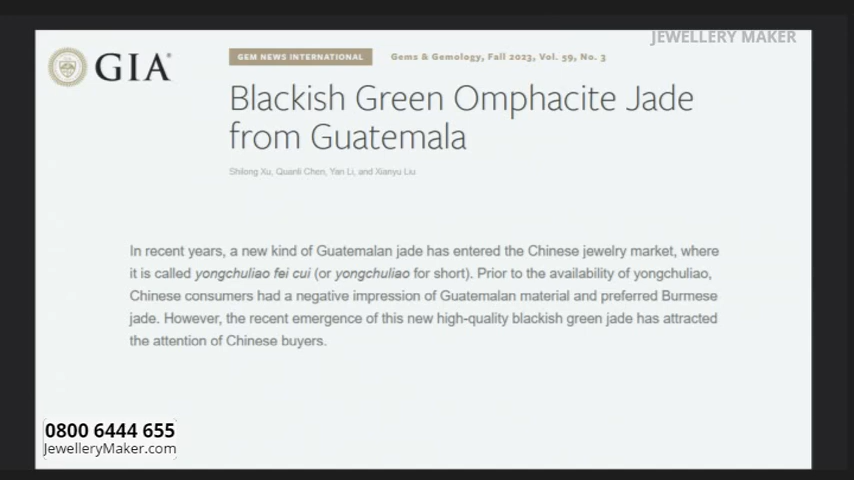 JEWELLERY MAKER
GIA®
GEM NEWS INTERNATIONAL
Gems & Gemology, Fall 2023, Vol. 59, No. 3
Blackish Green Omphacite Jade
from Guatemala
Shilong Xu, Quanli Chen, Yan Li, and Xianyu Liu
In recent years, a new kind of Guatemalan jade has entered the Chinese jewelry market, where
it is called yongchuliao fei cui (or yongchuliao for short). Prior to the availability of yongchuliao,
Chinese consumers had a negative impression of Guatemalan material and preferred Burmese
jade. However, the recent emergence of this new high-quality blackish green jade has attracted
the attention of Chinese buyers.
0800 6444 655
JewelleryMaker.com